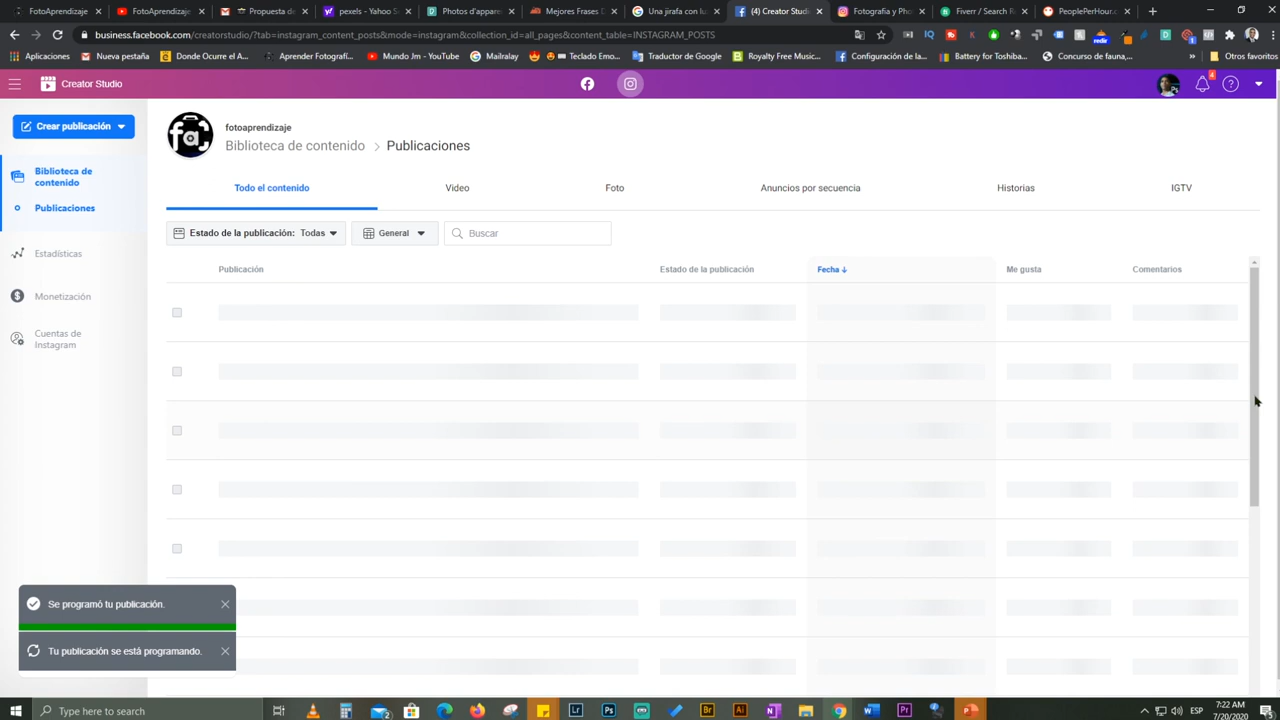 Aprende A Recu
FOTOAPRENDIZA
Propuesta de
pexels - Yahoo S
Photos d'appare
Mejores Frases D
Una jirafa con lu
(4) Creator Studi
Fotografía y Pho
Fiverr / Search R
PeoplePerHour.c
business.facebook.com/creatorstudio/?tab=instagram_content_posts&mode=instagram&collection_id=all_pages&content_table=INSTAGRAM_POSTS
Aplicaciones
Nueva pestaña
Donde Ocurre el A...
Aprender Fotografí...
Mundo Jm - YouTube
Mailralay
Teclado Emo...
Traductor de Google
Royalty Free Music...
Configuración de la...
Battery for Toshiba...
Concurso de fauna,...
»
Otros favoritos
Creator Studio
4
fotoaprendizaje
Biblioteca de contenido > Publicaciones
Crear publicación
Biblioteca de
contenido
Publicaciones
Estadísticas
Monetización
Cuentas de
Instagram
Todo el contenido
Video
Foto
Anuncios por secuencia
Historias
IGTV
Estado de la publicación: Todas
General
Buscar
Publicación
Estado de la publicación
Fecha ↓
Me gusta
Comentarios
Se programó tu publicación.
Tu publicación se está programando.
Type here to search
ESP
7:22 AM
7/20/2020